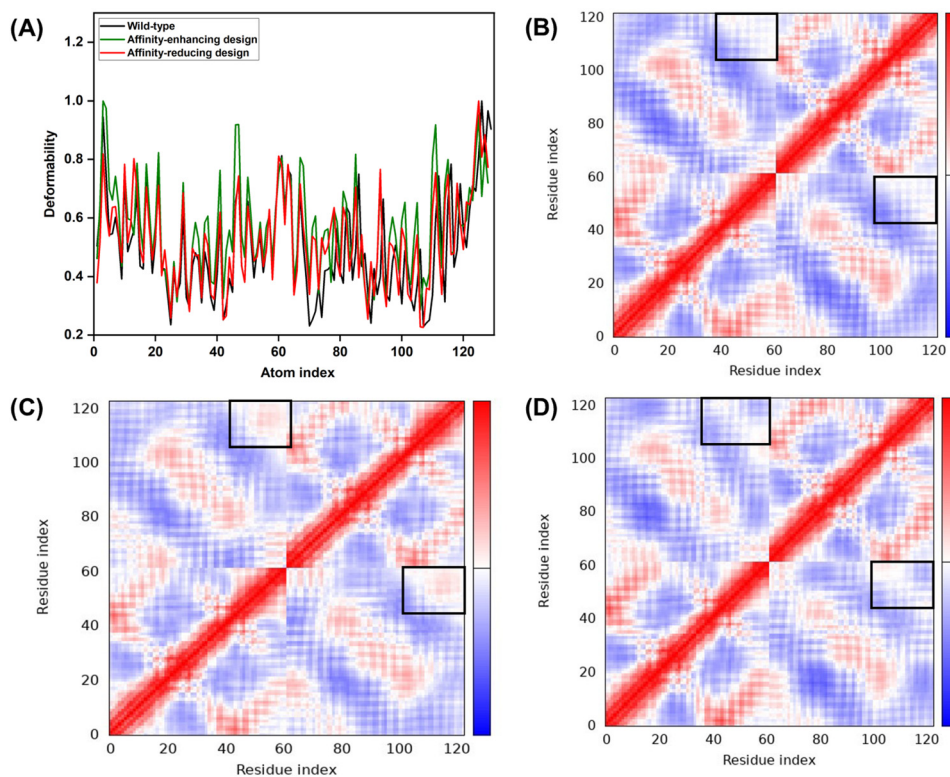 (A)
Wild-type
Affinity-enhancing design
Affinity-reducing design
Deformability
1.2
1.0
0.8
0.6
0.4
0.2
0 20 40 60 80 100 120
Atom index
(B)
Residue index
120
100
80
60
40
20
0
0 20 40 60 80 100 120
Residue index
(C)
Residue index
120
100
80
60
40
20
0
0 20 40 60 80 100 120
Residue index
(D)
Residue index
120
100
80
60
40
20
0
0 20 40 60 80 100 120
Residue index